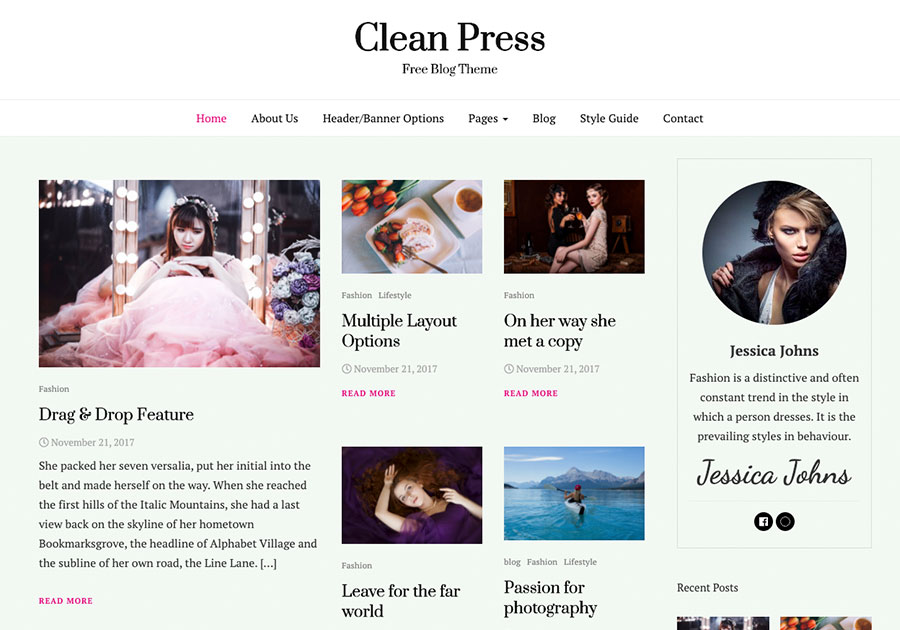 Clean Press
Free Blog Theme
Home About Us Header/Banner Options Pages Blog Style Guide Contact
Fashion
Drag & Drop Feature
November 21, 2017
She packed her seven versalia, put her initial into the
belt and made herself on the way. When she reached
the first hills of the Italic Mountains, she had a last
view back on the skyline of her hometown
Bookmarksgrove, the headline of Alphabet Village and
the subline of her own road, the Line Lane. [...]
READ MORE
Fashion Lifestyle
Multiple Layout
Options
November 21, 2017
READ MORE
Fashion
On her way she
met a copy
November 21, 2017
READ MORE
Fashion
Leave for the far
world
blog Fashion Lifestyle
Passion for
photography
Jessica Johns
Fashion is a distinctive and often
constant trend in the style in
which a person dresses. It is the
prevailing styles in behaviour.
Jessica Johns
Recent Posts